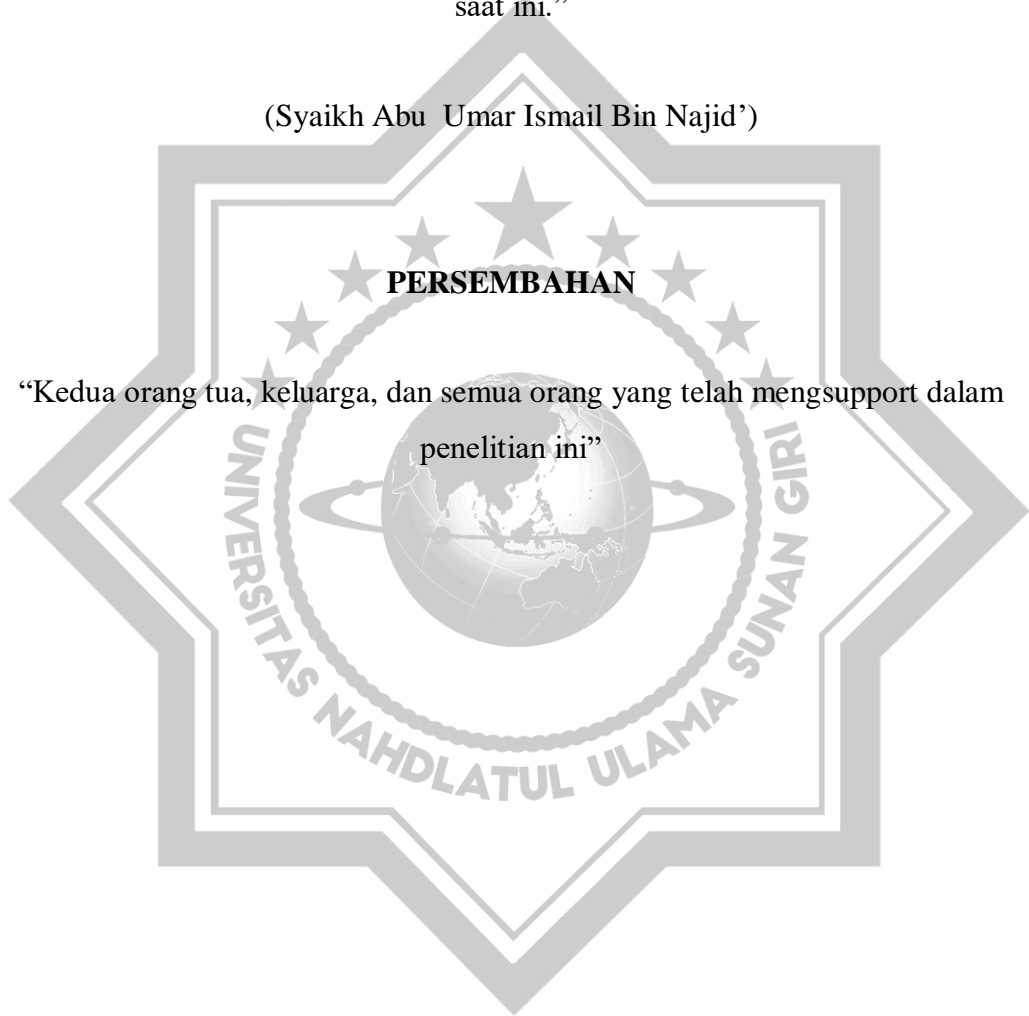 saat ini.”
(Syaikh Abu  Umar Ismail Bin Najid’)
PERSEMBAHAN
“Kedua orang tua, keluarga, dan semua orang yang telah mengsupport dalam
penelitian ini”
UNIVERSITAS NAHDLATUL ULAMA SUNAN GIRI